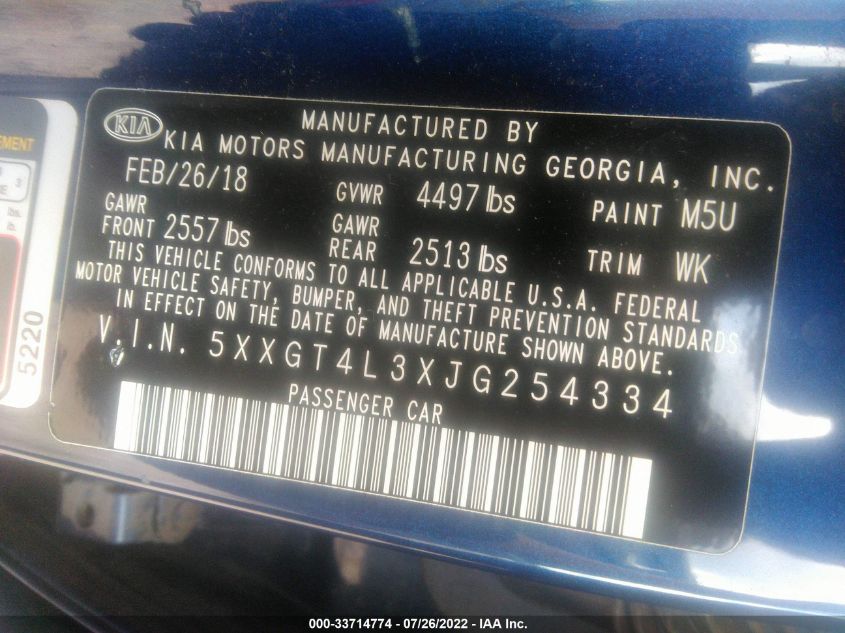 KIA
MANUFACTURED BY
KIA MOTORS MANUFACTURING GEORGIA, INC.
FEB/26/18 GVWR 4497 lbs PAINT M5U
GAWR FRONT 2557 lbs GAWR REAR 2513 lbs TRIM WK
THIS VEHICLE CONFORMS TO ALL APPLICABLE U.S.A. FEDERAL
MOTOR VEHICLE SAFETY, BUMPER, AND THEFT PREVENTION STANDARDS
IN EFFECT ON THE DATE OF MANUFACTURE SHOWN ABOVE.
V.I.N. 5XXGT4L3XJG254334
PASSENGER CAR
5220
000-33714774 - 07/26/2022 - IAA Inc.